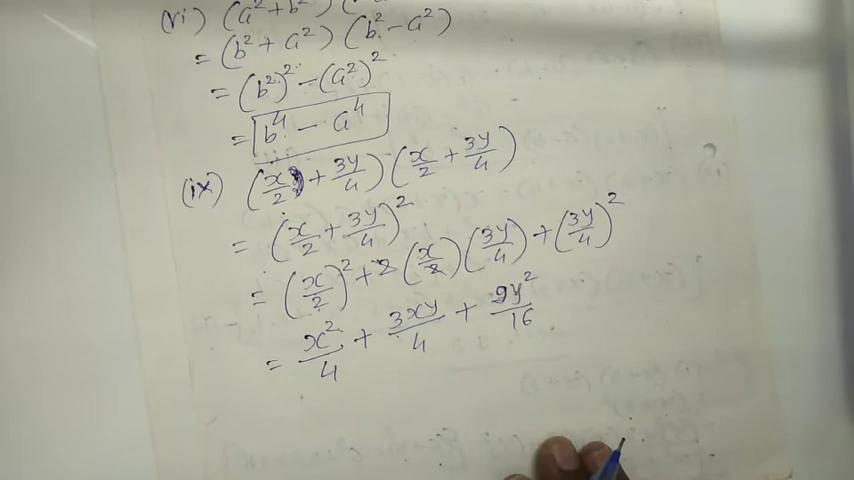 (vi) (a² + b²) (
= (b² + a²) (b² - a²)
= (b²)² - (a²)²
= b⁴ - a⁴
(ix) (x/2 + 3y/4) (x/2 + 3y/4)
= (x/2 + 3y/4)²
= (x/2)² + 2 (x/2) (3y/4) + (3y/4)²
= x²/4 + 3xy/4 + 9y²/16